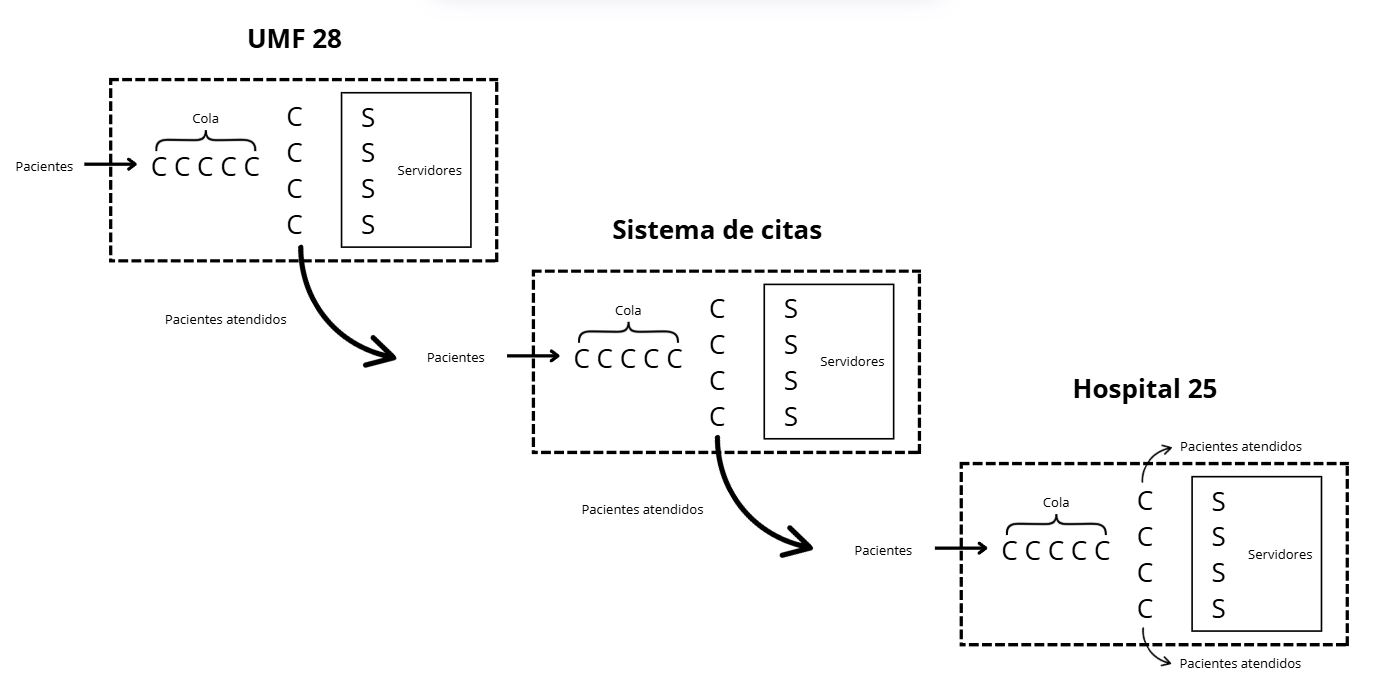 UMF 28
Cola
Pacientes
C C C C C
C
C
C
C
S
S
S
S
Servidores
Pacientes atendidos
Sistema de citas
Cola
Pacientes
C C C C C
C
C
C
C
S
S
S
S
Servidores
Pacientes atendidos
Hospital 25
Pacientes atendidos
Cola
Pacientes
C C C C C
C
C
C
C
S
S
S
S
Servidores
Pacientes atendidos